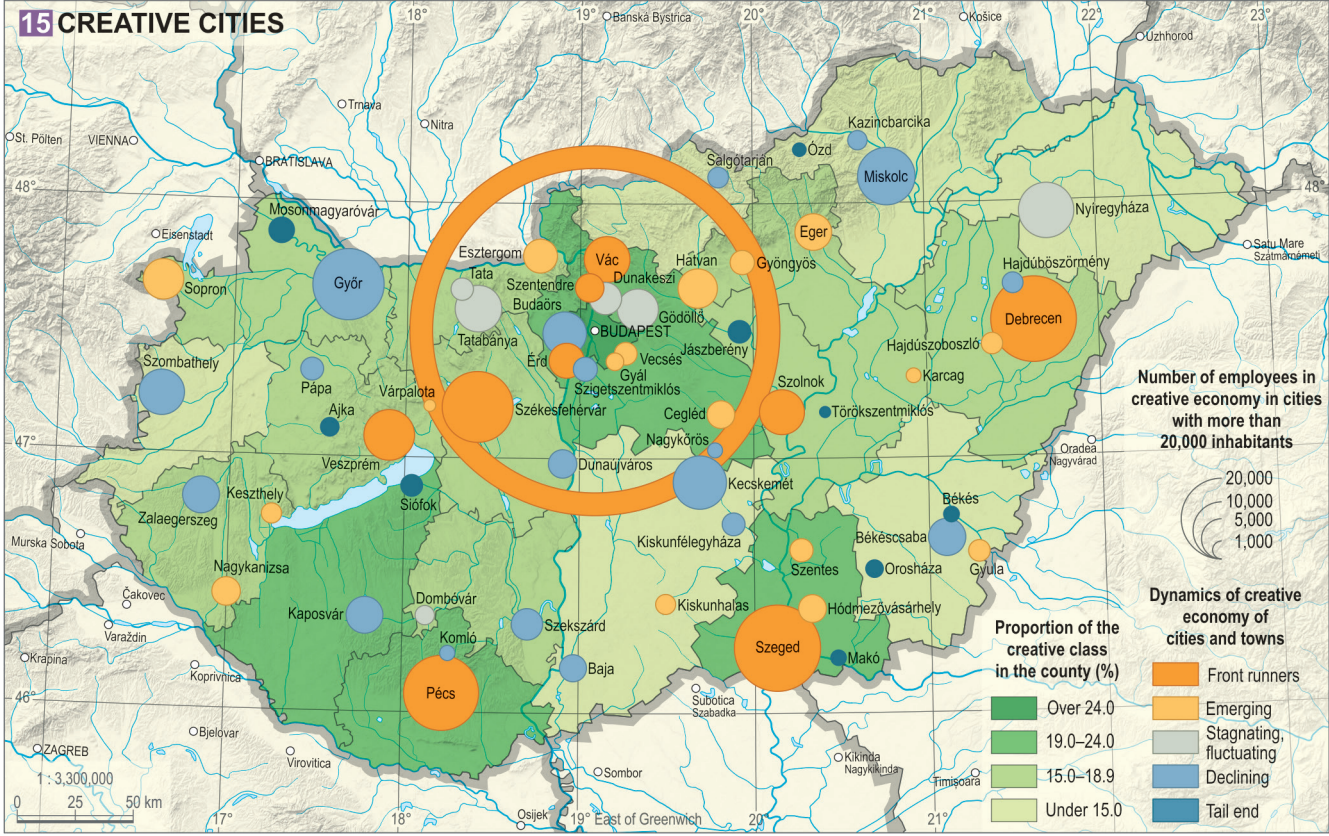 15 CREATIVE CITIES
18°
19°
20°
21°
22°
23°
Banská Bystrica
Košice
Uzhhorod
Trnava
Nitra
St. Pölten
VIENNA
BRATISLAVA
Kazincbarcika
Ózd
Salgótarján
Miskolc
48°
48°
Mosonmagyaróvár
Nyíregyháza
Eisenstadt
Esztergom
Vác
Eger
Satu Mare
Szatmárnémeti
Tata
Dunakeszi
Hatvan
Gyöngyös
Hajdúböszörmény
Sopron
Győr
Szentendre
Budaörs
Gödöllő
Debrecen
BUDAPEST
Tatabánya
Jászberény
Hajdúszoboszló
Szombathely
Érd
Vecsés
Gyál
Pápa
Szigetszentmiklós
Karcag
Várpalota
Szolnok
Ajka
Székesfehérvár
Cegléd
Törökszentmiklós
47°
47°
Nagykőrös
Oradea
Nagyvárad
Veszprém
Dunaújváros
Kecskemét
Siófok
Keszthely
Békés
Zalaegerszeg
Kiskunfélegyháza
Békéscsaba
Murska Sobota
Szentes
Orosháza
Gyula
Nagykanizsa
Čakovec
Dombóvár
Kiskunhalas
Hódmezővásárhely
Kaposvár
Szekszárd
Varaždin
Komló
Szeged
Krapina
Baja
Makó
Koprivnica
46°
Pécs
Subotica
Szabadka
Bjelovar
ZAGREB
Virovitica
Sombor
Kikinda
Nagykikinda
Timișoara
Osijek
1 : 3,300,000
0 25 50 km
17°
18°
19° East of Greenwich
20°
21°
Number of employees in
creative economy in cities
with more than
20,000 inhabitants
20,000
10,000
5,000
1,000
Proportion of the
creative class
in the county (%)
Over 24.0
19.0–24.0
15.0–18.9
Under 15.0
Dynamics of creative
economy of
cities and towns
Front runners
Emerging
Stagnating,
fluctuating
Declining
Tail end